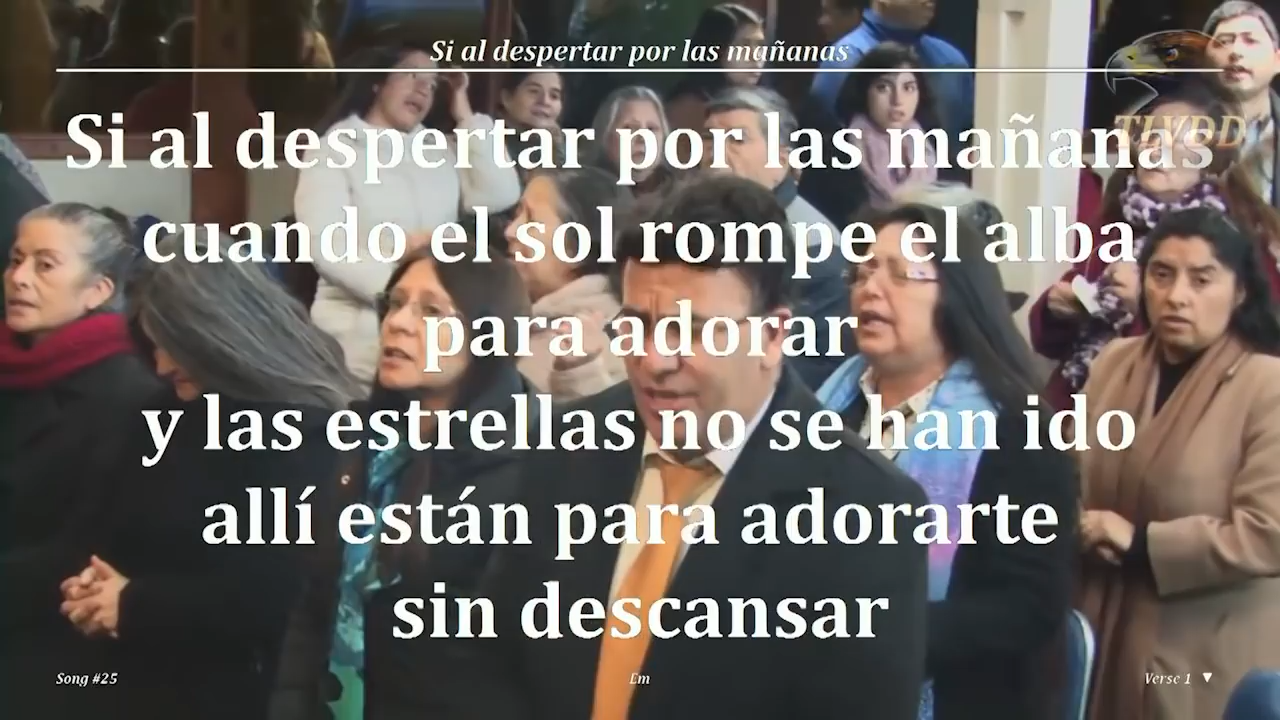 Si al despertar por las mañanas
TLVDD
Si al despertar por las mañanas
cuando el sol rompe el alba
para adorar
y las estrellas no se han ido
allí están para adorarte
sin descansar
Song #25
Em
Verse 1 ▼